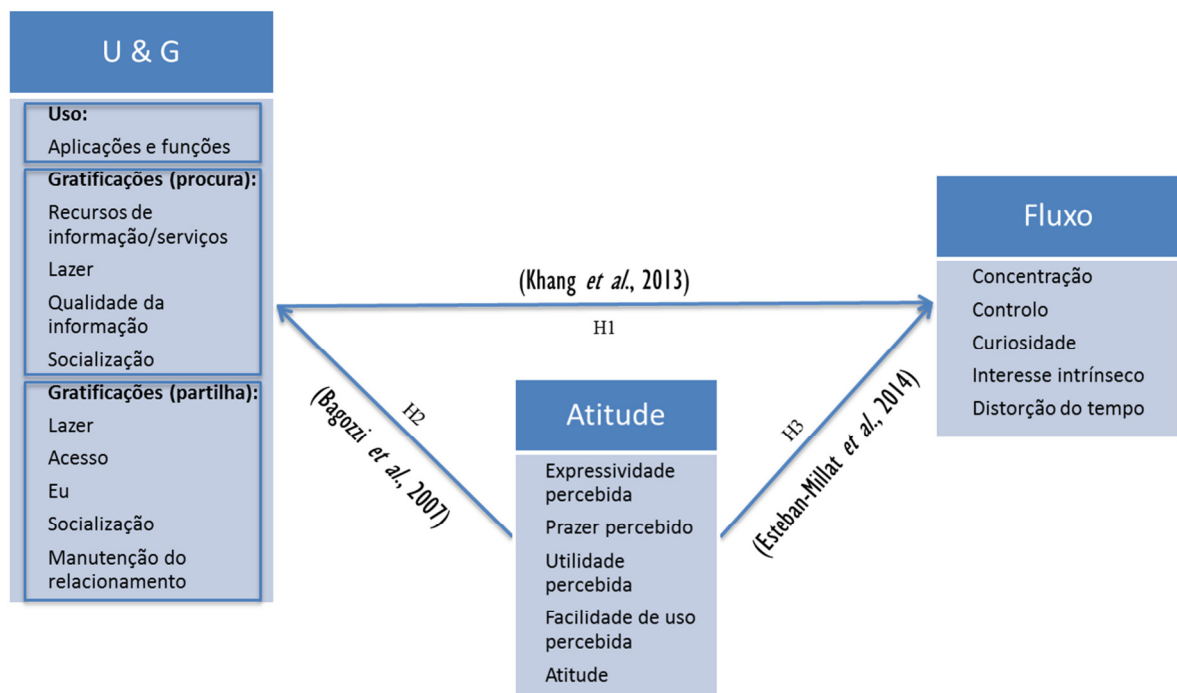 U & G
Uso:
Aplicações e funções
Gratificações (procura):
Recursos de
informação/serviços
Lazer
Qualidade da
informação
Socialização
Gratificações (partilha):
Lazer
Acesso
Eu
Socialização
Manutenção do
relacionamento
(Khang et al., 2013)
H1
(Bagozzi et al., 2007)
H2
Atitude
Expressividade
percebida
Prazer percebido
Utilidade
percebida
Facilidade de uso
percebida
Atitude
H3
(Esteban-Millat et al., 2014)
Fluxo
Concentração
Controlo
Curiosidade
Interesse intrínseco
Distorção do tempo